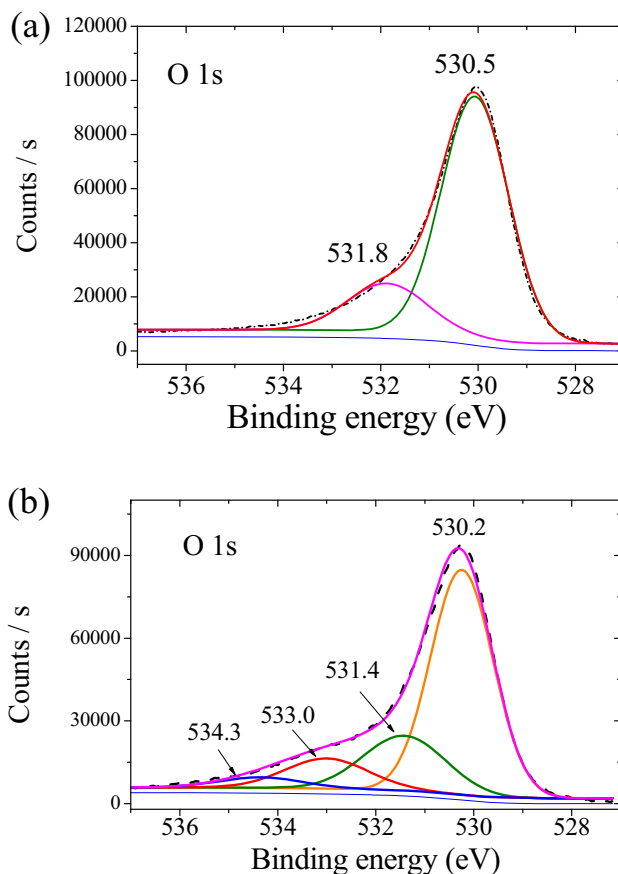 (a)
O 1s
530.5
531.8
120000
100000
80000
60000
40000
20000
0
Counts / s
536 534 532 530 528
Binding energy (eV)
(b)
O 1s
530.2
531.4
533.0
534.3
90000
60000
30000
0
Counts / s
536 534 532 530 528
Binding energy (eV)